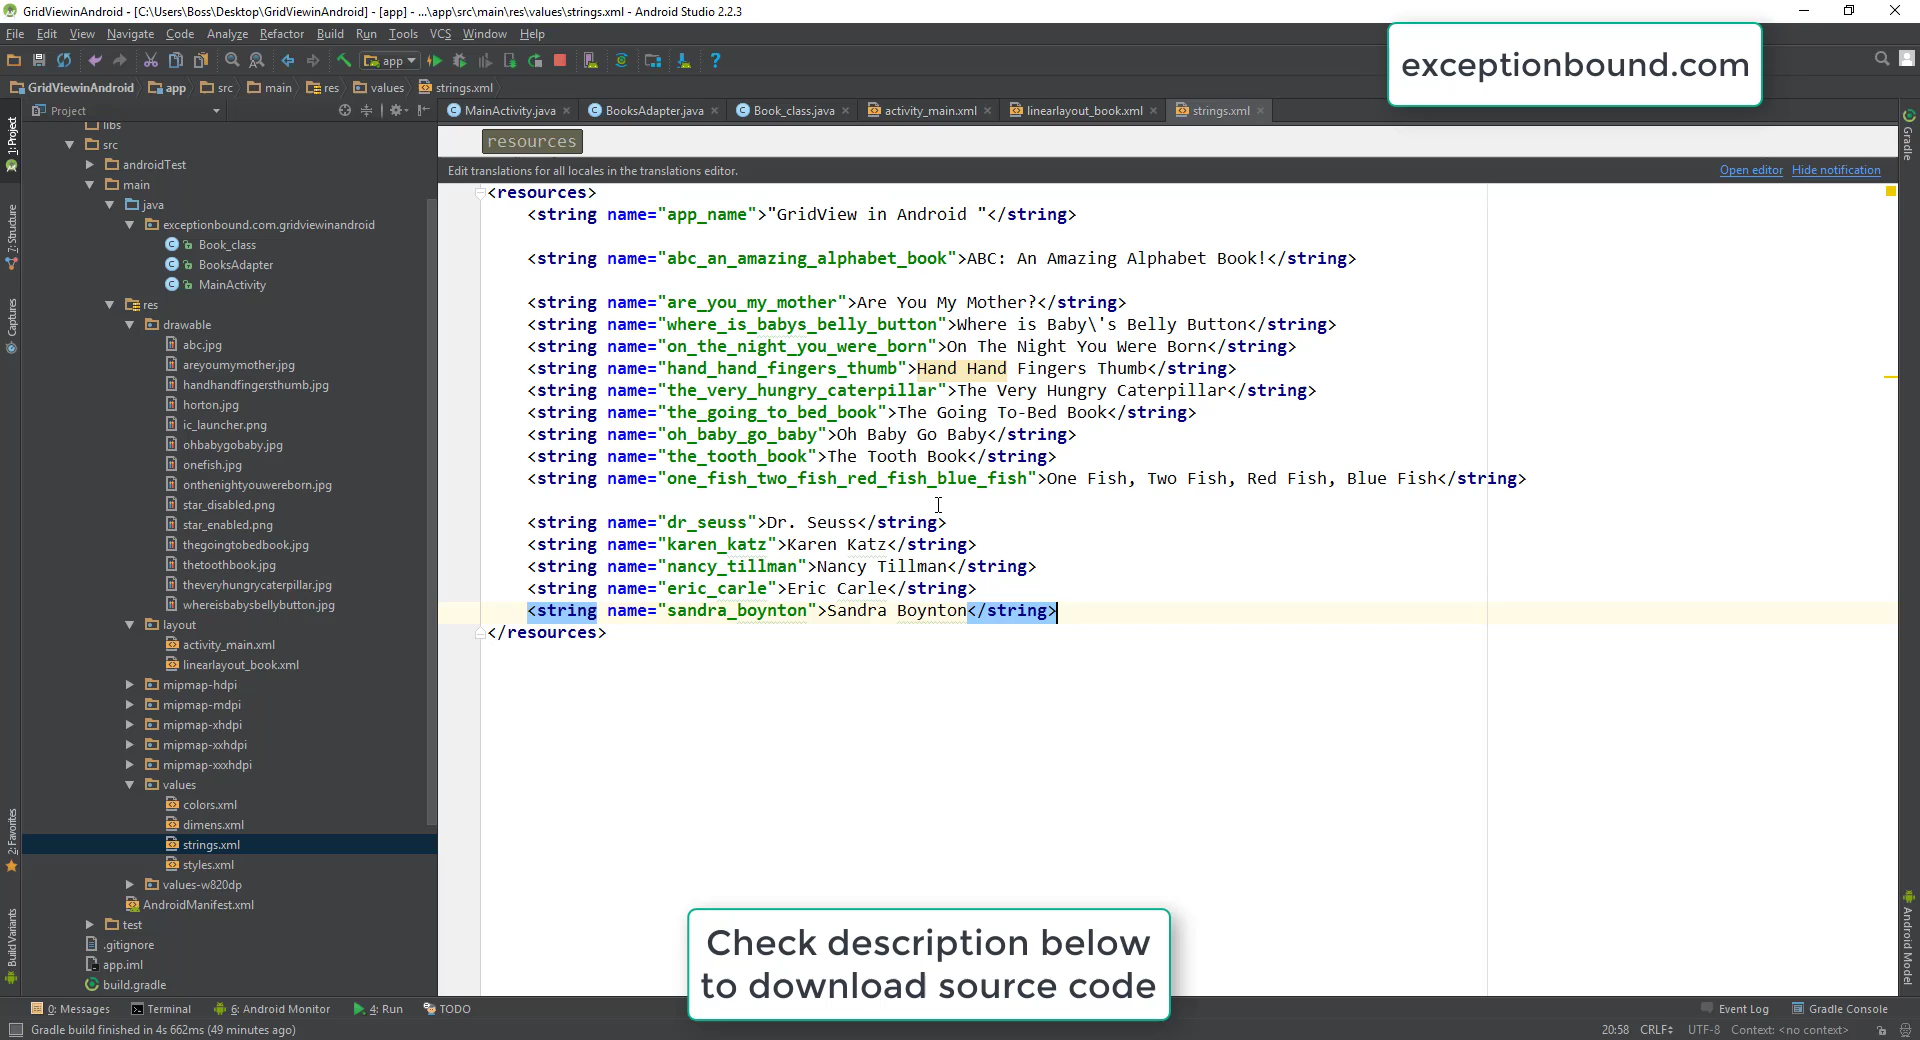 GridViewinAndroid - [C:\Users\Boss\Desktop\GridViewinAndroid] - [app] - ...\app\src\main\res\values\strings.xml - Android Studio 2.2.3
File Edit View Navigate Code Analyze Refactor Build Run Tools VCS Window Help
exceptionbound.com
app
GridViewinAndroid app src main res values strings.xml
Project
MainActivity.java BooksAdapter.java Book_class.java activity_main.xml linearlayout_book.xml strings.xml
resources
Edit translations for all locales in the translations editor. Open editor Hide notification
1: Project
7: Structure
Captures
2: Favorites
Build Variants
libs
src
androidTest
main
java
exceptionbound.com.gridviewinandroid
Book_class
BooksAdapter
MainActivity
res
drawable
abc.jpg
areyoumymother.jpg
handhandfingersthumb.jpg
horton.jpg
ic_launcher.png
ohbabygobaby.jpg
onefish.jpg
onthenightyouwereborn.jpg
star_disabled.png
star_enabled.png
thegoingtobedbook.jpg
thetoothbook.jpg
theveryhungrycaterpillar.jpg
whereisbabysbellybutton.jpg
layout
activity_main.xml
linearlayout_book.xml
mipmap-hdpi
mipmap-mdpi
mipmap-xhdpi
mipmap-xxhdpi
mipmap-xxxhdpi
values
colors.xml
dimens.xml
strings.xml
styles.xml
values-w820dp
AndroidManifest.xml
test
.gitignore
app.iml
build.gradle
<resources>
<string name="app_name">"GridView in Android "</string>
<string name="abc_an_amazing_alphabet_book">ABC: An Amazing Alphabet Book!</string>
<string name="are_you_my_mother">Are You My Mother?</string>
<string name="where_is_babys_belly_button">Where is Baby\'s Belly Button</string>
<string name="on_the_night_you_were_born">On The Night You Were Born</string>
<string name="hand_hand_fingers_thumb">Hand Hand Fingers Thumb</string>
<string name="the_very_hungry_caterpillar">The Very Hungry Caterpillar</string>
<string name="the_going_to_bed_book">The Going To-Bed Book</string>
<string name="oh_baby_go_baby">Oh Baby Go Baby</string>
<string name="the_tooth_book">The Tooth Book</string>
<string name="one_fish_two_fish_red_fish_blue_fish">One Fish, Two Fish, Red Fish, Blue Fish</string>
<string name="dr_seuss">Dr. Seuss</string>
<string name="karen_katz">Karen Katz</string>
<string name="nancy_tillman">Nancy Tillman</string>
<string name="eric_carle">Eric Carle</string>
<string name="sandra_boynton">Sandra Boynton</string>
</resources>
Gradle
Android Model
Check description below
to download source code
0: Messages Terminal 6: Android Monitor 4: Run TODO Event Log Gradle Console
Gradle build finished in 4s 662ms (49 minutes ago) 20:58 CRLF UTF-8 Context: <no context>